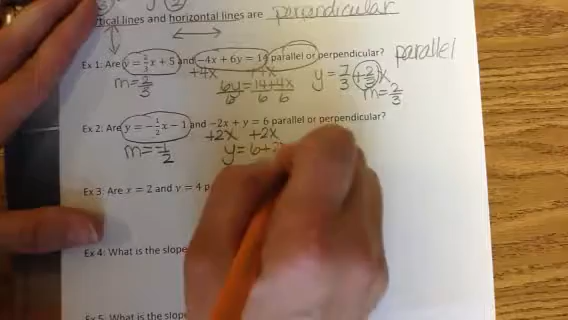 vertical lines and horizontal lines are perpendicular
Ex 1: Are y = 2/3 x + 5 and −4x + 6y = 14 parallel or perpendicular? parallel
+4x +4x
m = 2/3 6y = 14+4x y = 7/3 + 2/3 x
6 6 6 m = 2/3
Ex 2: Are y = −1/2 x − 1 and −2x + y = 6 parallel or perpendicular?
+2x +2x
m = −1/2 y = 6+2x
Ex 3: Are x = 2 and y = 4
Ex 4: What is the slope
Ex 5: What is the slop